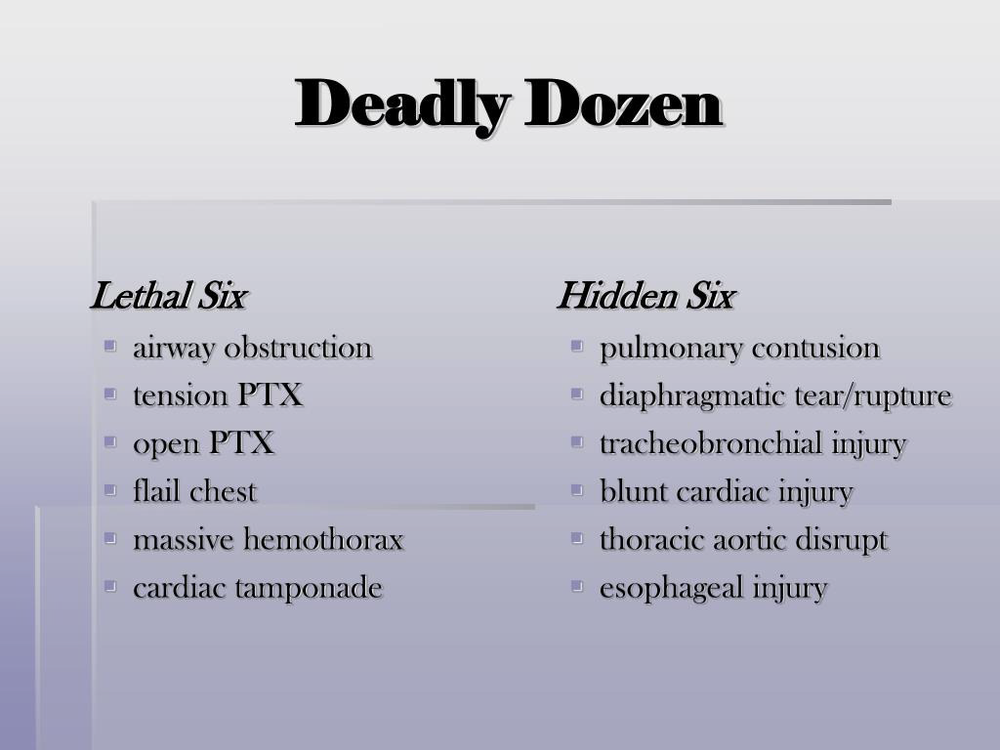 Deadly Dozen
Lethal Six
airway obstruction
tension PTX
open PTX
flail chest
massive hemothorax
cardiac tamponade
Hidden Six
pulmonary contusion
diaphragmatic tear/rupture
tracheobronchial injury
blunt cardiac injury
thoracic aortic disrupt
esophageal injury